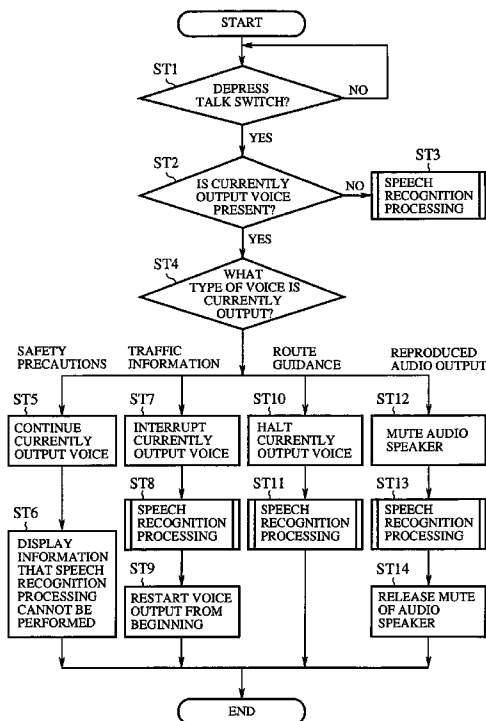 START
ST1
DEPRESS
TALK SWITCH?
NO
YES
ST2
IS CURRENTLY
OUTPUT VOICE
PRESENT?
NO
ST3
SPEECH
RECOGNITION
PROCESSING
YES
ST4
WHAT
TYPE OF VOICE IS
CURRENTLY
OUTPUT?
SAFETY
PRECAUTIONS
TRAFFIC
INFORMATION
ROUTE
GUIDANCE
REPRODUCED
AUDIO OUTPUT
ST5
CONTINUE
CURRENTLY
OUTPUT VOICE
ST6
DISPLAY
INFORMATION
THAT SPEECH
RECOGNITION
PROCESSING
CANNOT BE
PERFORMED
ST7
INTERRUPT
CURRENTLY
OUTPUT VOICE
ST8
SPEECH
RECOGNITION
PROCESSING
ST9
RESTART VOICE
OUTPUT FROM
BEGINNING
ST10
HALT
CURRENTLY
OUTPUT VOICE
ST11
SPEECH
RECOGNITION
PROCESSING
ST12
MUTE AUDIO
SPEAKER
ST13
SPEECH
RECOGNITION
PROCESSING
ST14
RELEASE MUTE
OF AUDIO
SPEAKER
END